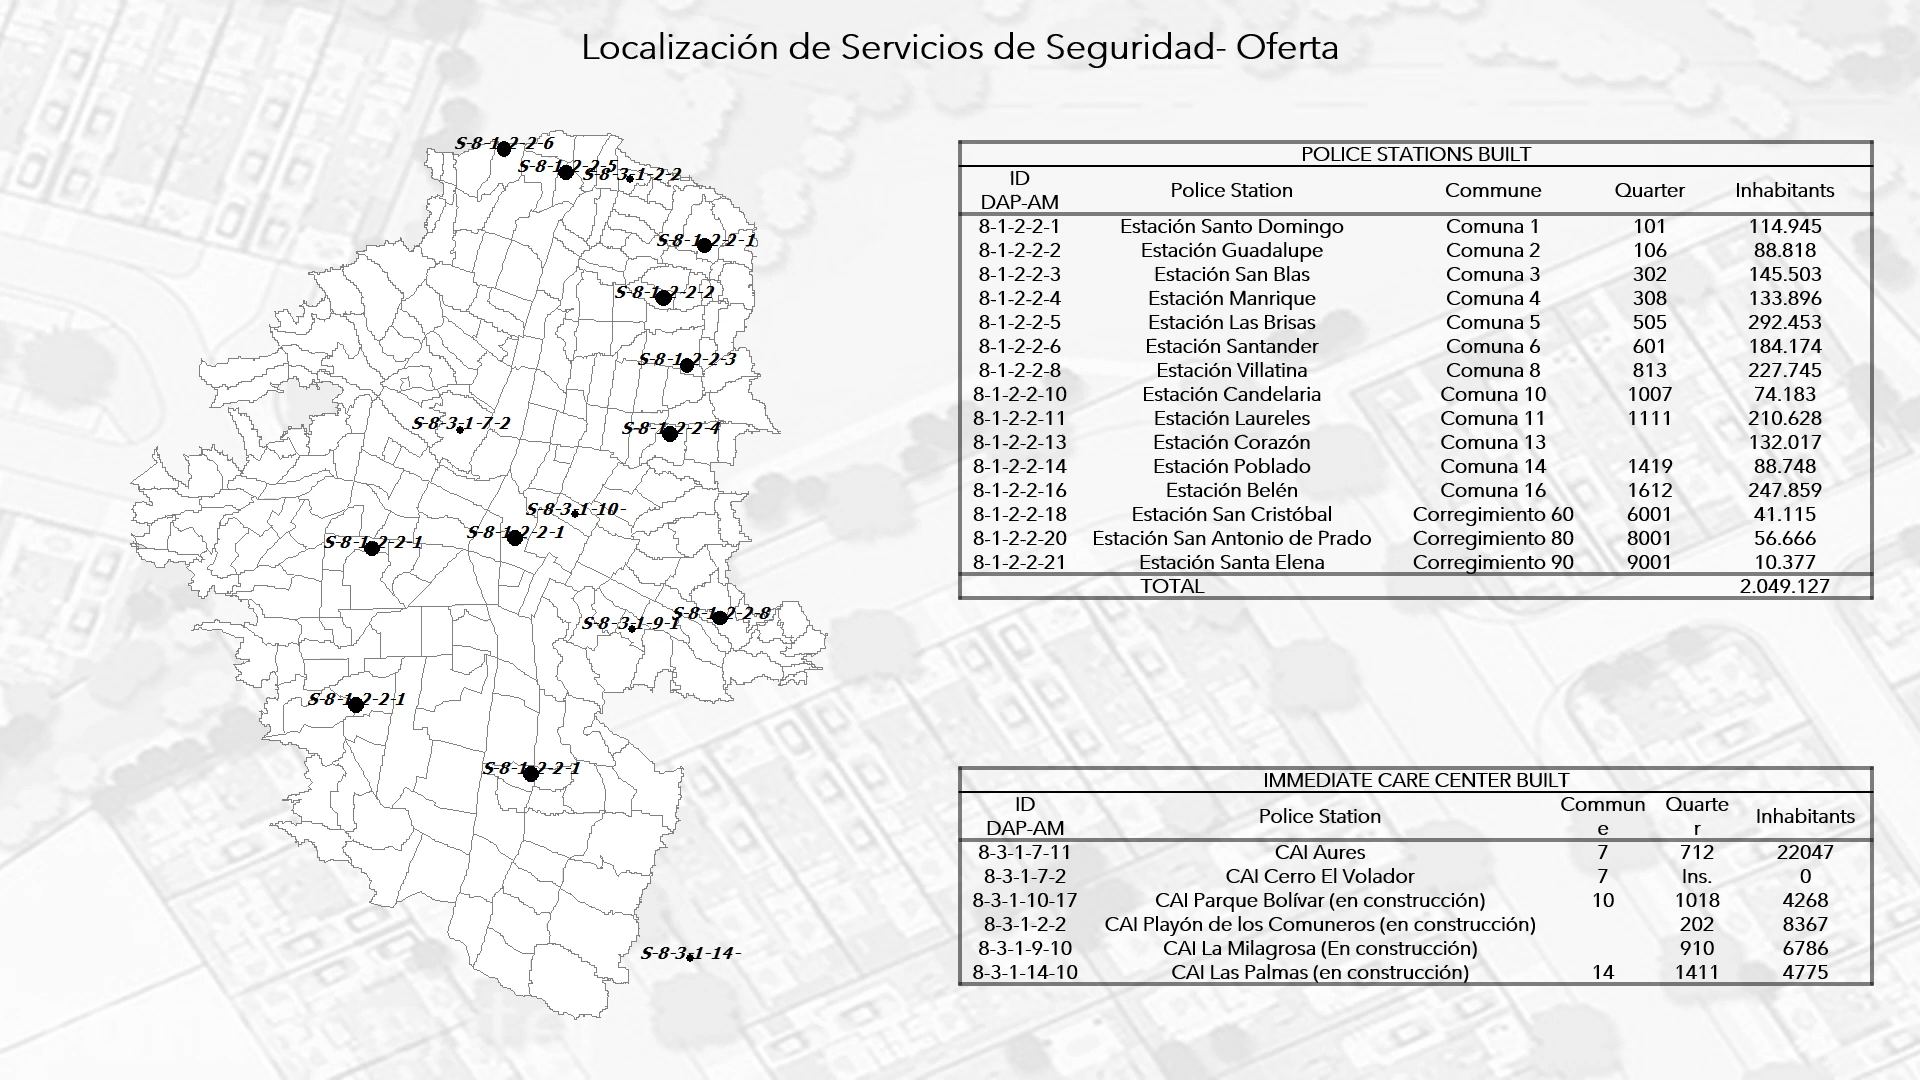 Localización de Servicios de Seguridad- Oferta
S-8-1-2-2-6
S-8-1-2-2-5
S-8-3-1-2-2
S-8-1-2-2-1
S-8-1-2-2-2
S-8-1-2-2-3
S-8-3-1-7-2
S-8-1-2-2-4
S-8-3-1-10-
S-8-1-2-2-1
S-8-1-2-2-1
S-8-1-2-2-8
S-8-3-1-9-1
S-8-1-2-2-1
S-8-1-2-2-1
S-8-3-1-14-
POLICE STATIONS BUILT
ID DAP-AM Police Station Commune Quarter Inhabitants
8-1-2-2-1 Estación Santo Domingo Comuna 1 101 114.945
8-1-2-2-2 Estación Guadalupe Comuna 2 106 88.818
8-1-2-2-3 Estación San Blas Comuna 3 302 145.503
8-1-2-2-4 Estación Manrique Comuna 4 308 133.896
8-1-2-2-5 Estación Las Brisas Comuna 5 505 292.453
8-1-2-2-6 Estación Santander Comuna 6 601 184.174
8-1-2-2-8 Estación Villatina Comuna 8 813 227.745
8-1-2-2-10 Estación Candelaria Comuna 10 1007 74.183
8-1-2-2-11 Estación Laureles Comuna 11 1111 210.628
8-1-2-2-13 Estación Corazón Comuna 13 132.017
8-1-2-2-14 Estación Poblado Comuna 14 1419 88.748
8-1-2-2-16 Estación Belén Comuna 16 1612 247.859
8-1-2-2-18 Estación San Cristóbal Corregimiento 60 6001 41.115
8-1-2-2-20 Estación San Antonio de Prado Corregimiento 80 8001 56.666
8-1-2-2-21 Estación Santa Elena Corregimiento 90 9001 10.377
TOTAL 2.049.127
IMMEDIATE CARE CENTER BUILT
ID DAP-AM Police Station Commune Quarter Inhabitants
8-3-1-7-11 CAI Aures 7 712 22047
8-3-1-7-2 CAI Cerro El Volador 7 Ins. 0
8-3-1-10-17 CAI Parque Bolívar (en construcción) 10 1018 4268
8-3-1-2-2 CAI Playón de los Comuneros (en construcción) 202 8367
8-3-1-9-10 CAI La Milagrosa (En construcción) 910 6786
8-3-1-14-10 CAI Las Palmas (en construcción) 14 1411 4775